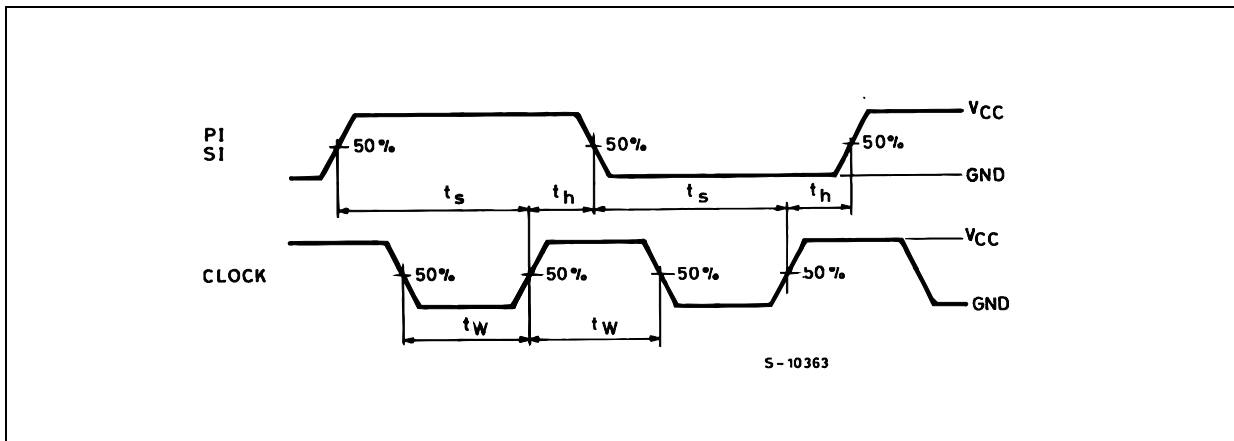 PI
SI
50%
50%
50%
VCC
GND
ts
th
ts
th
CLOCK
50%
50%
50%
50%
VCC
GND
tW
tW
S-10363